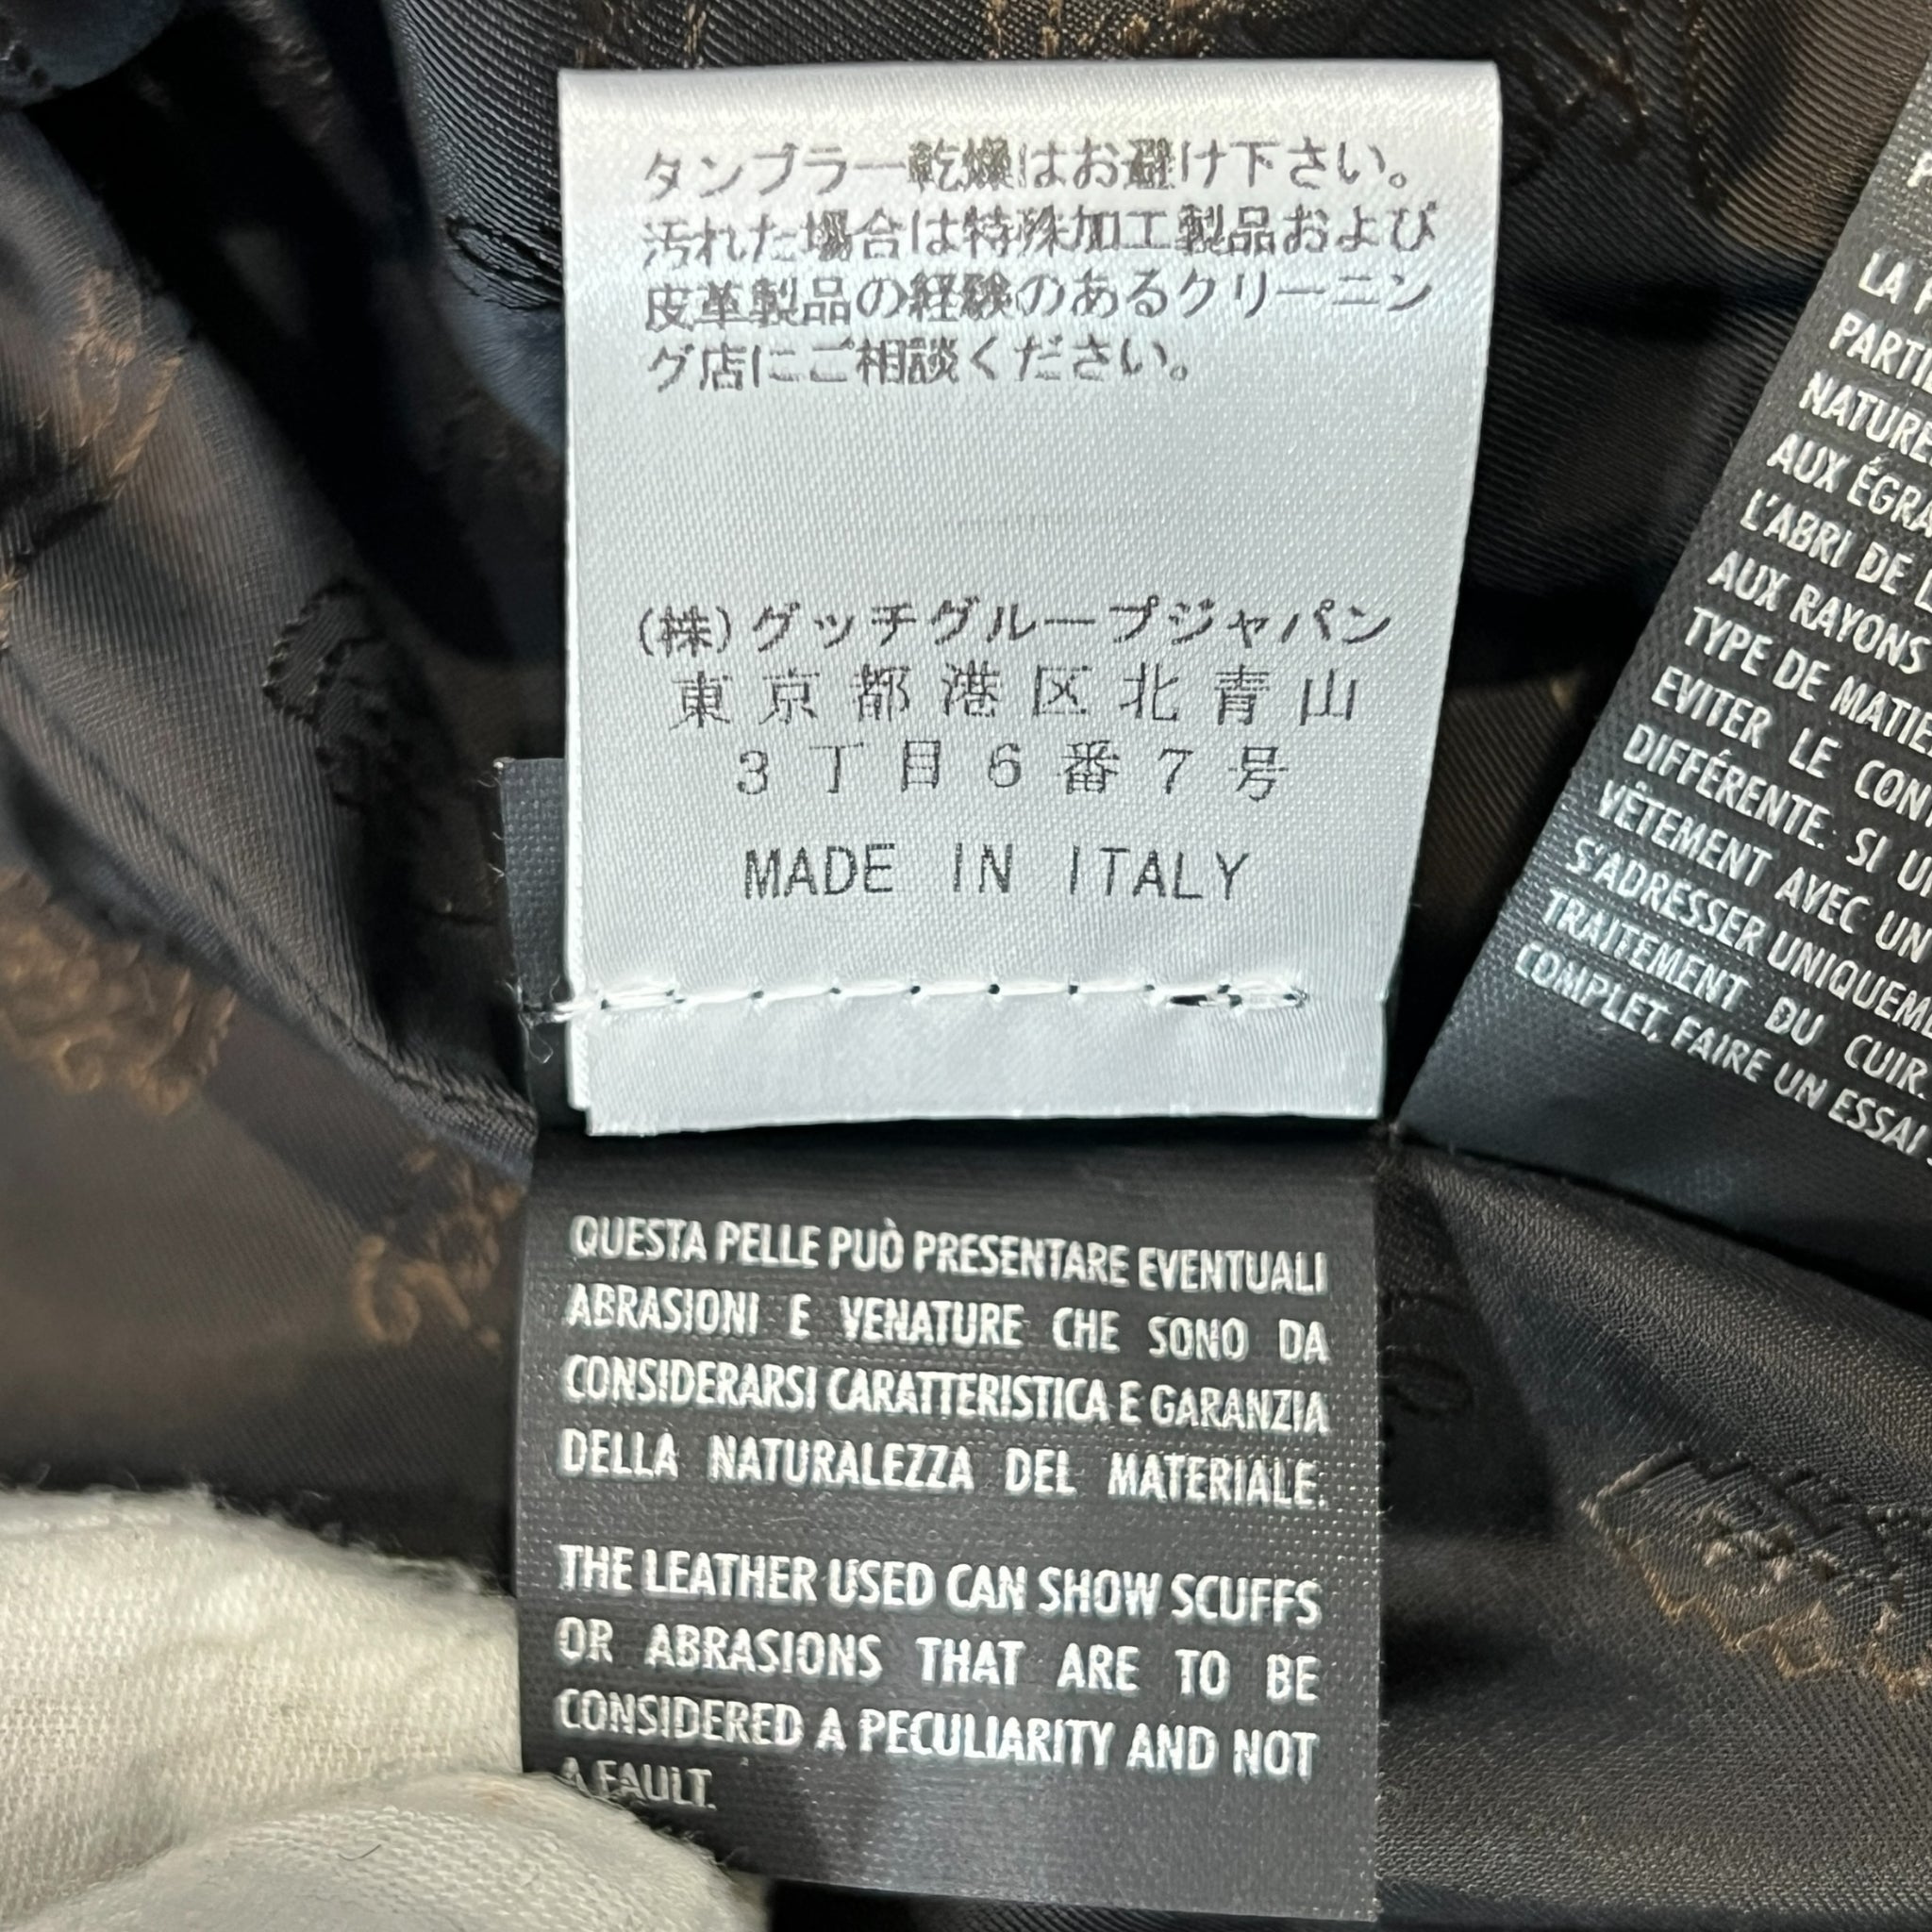 タンブラー乾燥はお避け下さい。
汚れた場合は特殊加工製品および
皮革製品の経験のあるクリーニン
グ店にご相談ください。
(株)グッチグループジャパン
東京都港区北青山
3丁目6番7号
MADE IN ITALY
QUESTA PELLE PUÒ PRESENTARE EVENTUALI
ABRASIONI E VENATURE CHE SONO DA
CONSIDERARSI CARATTERISTICA E GARANZIA
DELLA NATURALEZZA DEL MATERIALE.
THE LEATHER USED CAN SHOW SCUFFS
OR ABRASIONS THAT ARE TO BE
CONSIDERED A PECULIARITY AND NOT
A FAULT.
LA
AUX
L'ABRI DE
AUX RAYONS
TYPE DE
EVITER LE
DIFFÉRENTE. SI
VÊTEMENT AVEC UN
S'ADRESSER
TRAITEMENT DU CUIR
COMPLET, FAIRE UN ESSAI